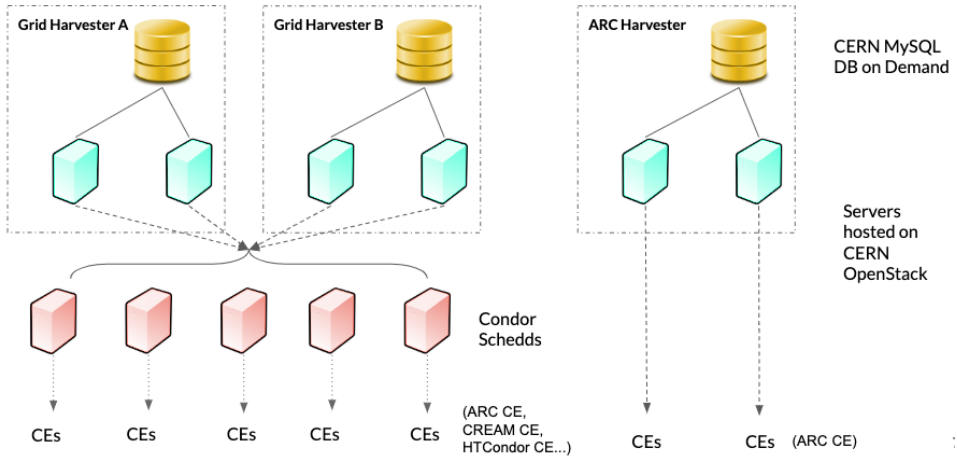 Grid Harvester A
Grid Harvester B
ARC Harvester
CERN MySQL
DB on Demand
Servers
hosted on
CERN
OpenStack
Condor
Schedds
CEs
CEs
CEs
CEs
CEs
(ARC CE,
CREAM CE,
HTCondor CE...)
CEs
CEs
(ARC CE)